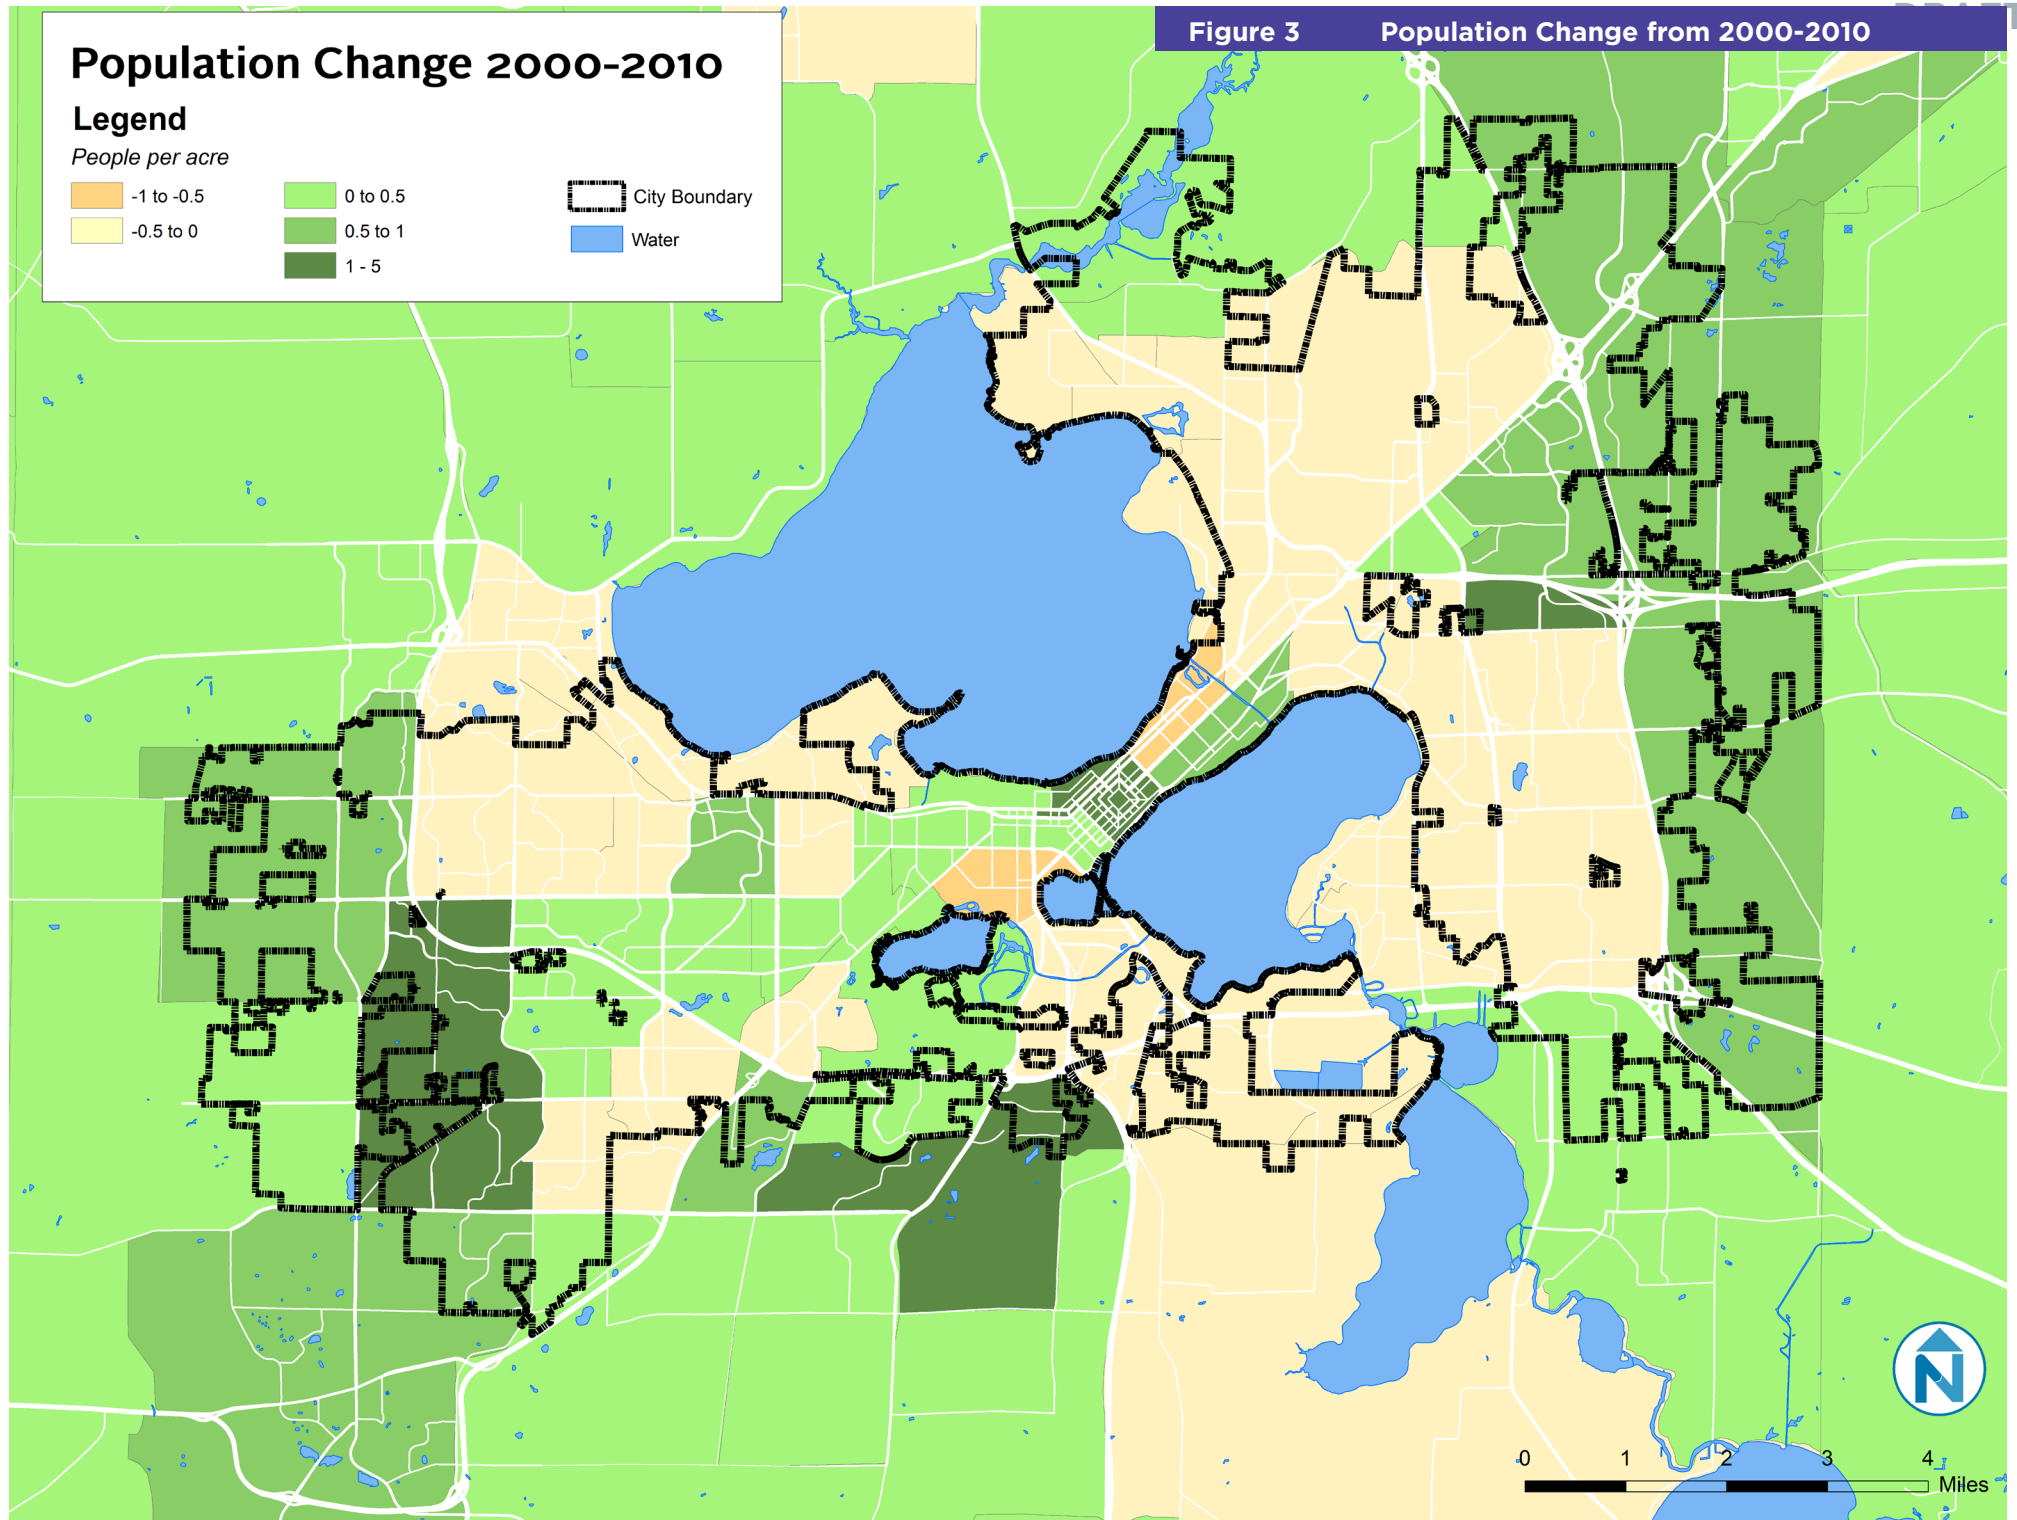 DRAFT
Figure 3 Population Change from 2000-2010
Population Change 2000-2010
Legend
People per acre
-1 to -0.5
-0.5 to 0
0 to 0.5
0.5 to 1
1 - 5
City Boundary
Water
N
0 1 2 3 4
Miles